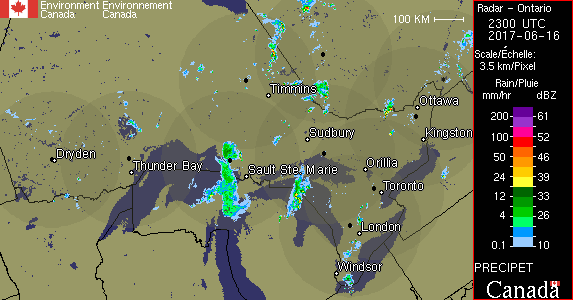 Environment Environnement
Canada Canada
100 KM
Timmins
Ottawa
Sudbury
Kingston
Dryden
Thunder Bay
Sault Ste. Marie
Orillia
Toronto
London
Windsor
Radar - Ontario
2300 UTC
2017-06-16
Scale/Échelle:
3.5 km/Pixel
Rain/Pluie
mm/hr dBZ
200 61
100 52
50 46
24 39
12 33
4 26
0.1 10
PRECIPET
Canada